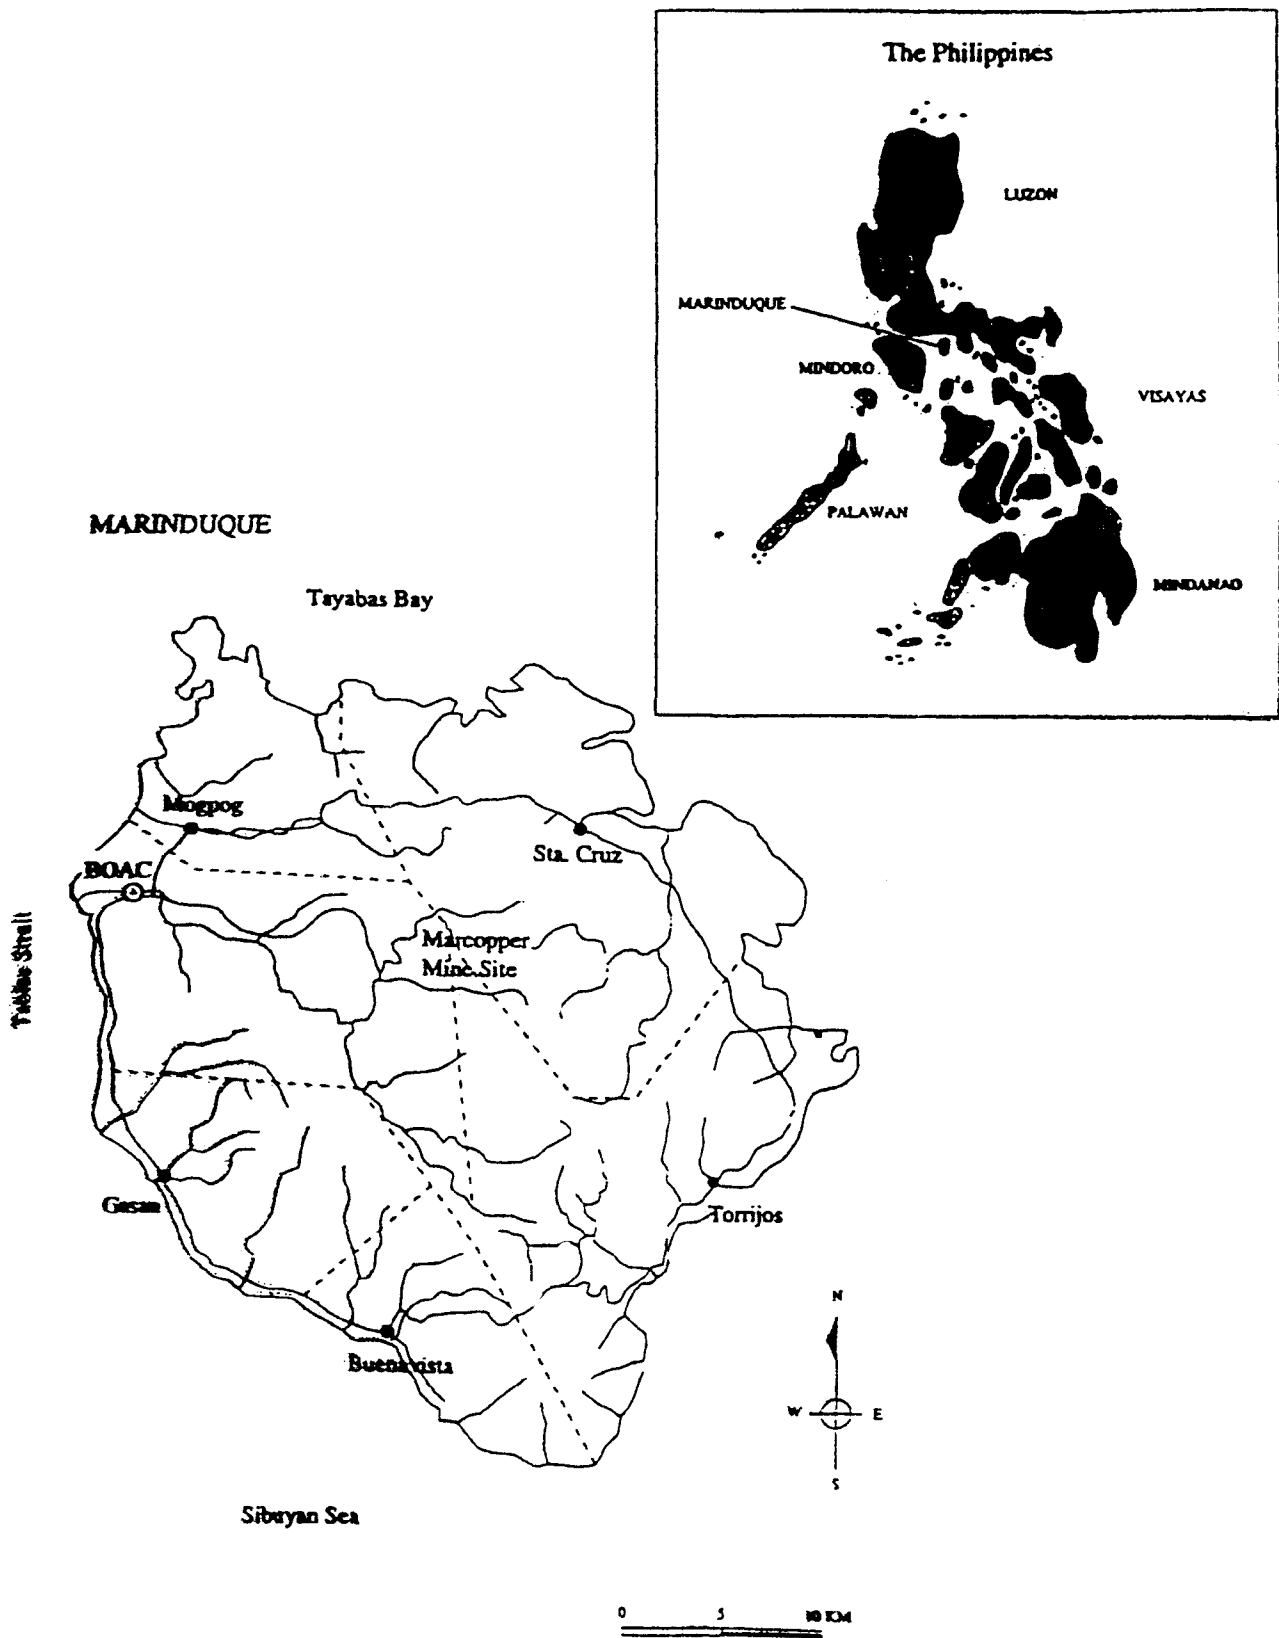 The Philippines
LUZON
MARINDUQUE
MINDORO
VISAYAS
PALAWAN
MINDANAO
MARINDUQUE
Tayabas Bay
Mogpog
Sta. Cruz
BOAC
Marcopper
Mine Site
Strait
Gasan
Torrijos
Buenavista
Sibuyan Sea
N
W E
S
0 5 10 KM